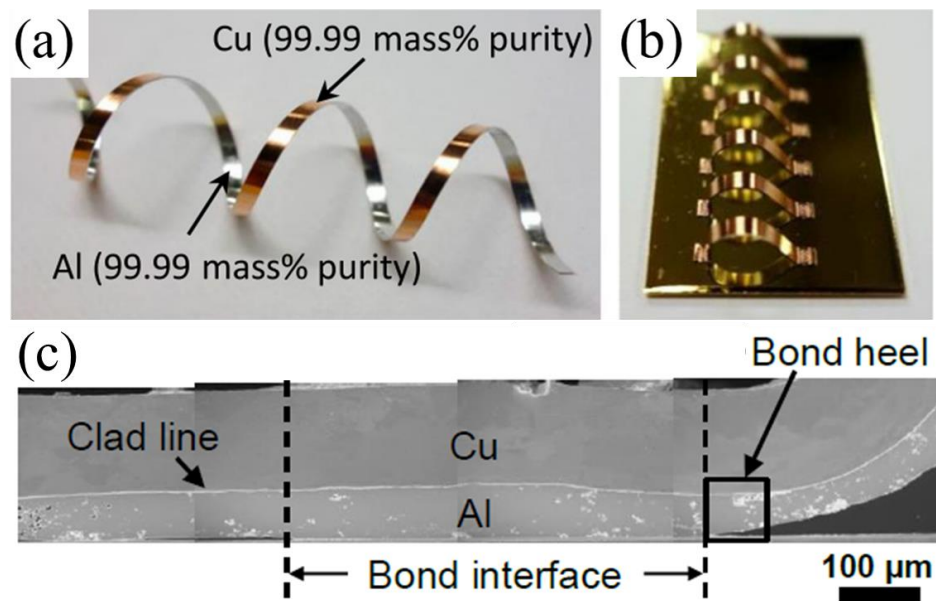 (a)
Cu (99.99 mass% purity)
Al (99.99 mass% purity)
(b)
(c)
Bond heel
Clad line
Cu
Al
Bond interface
100 μm